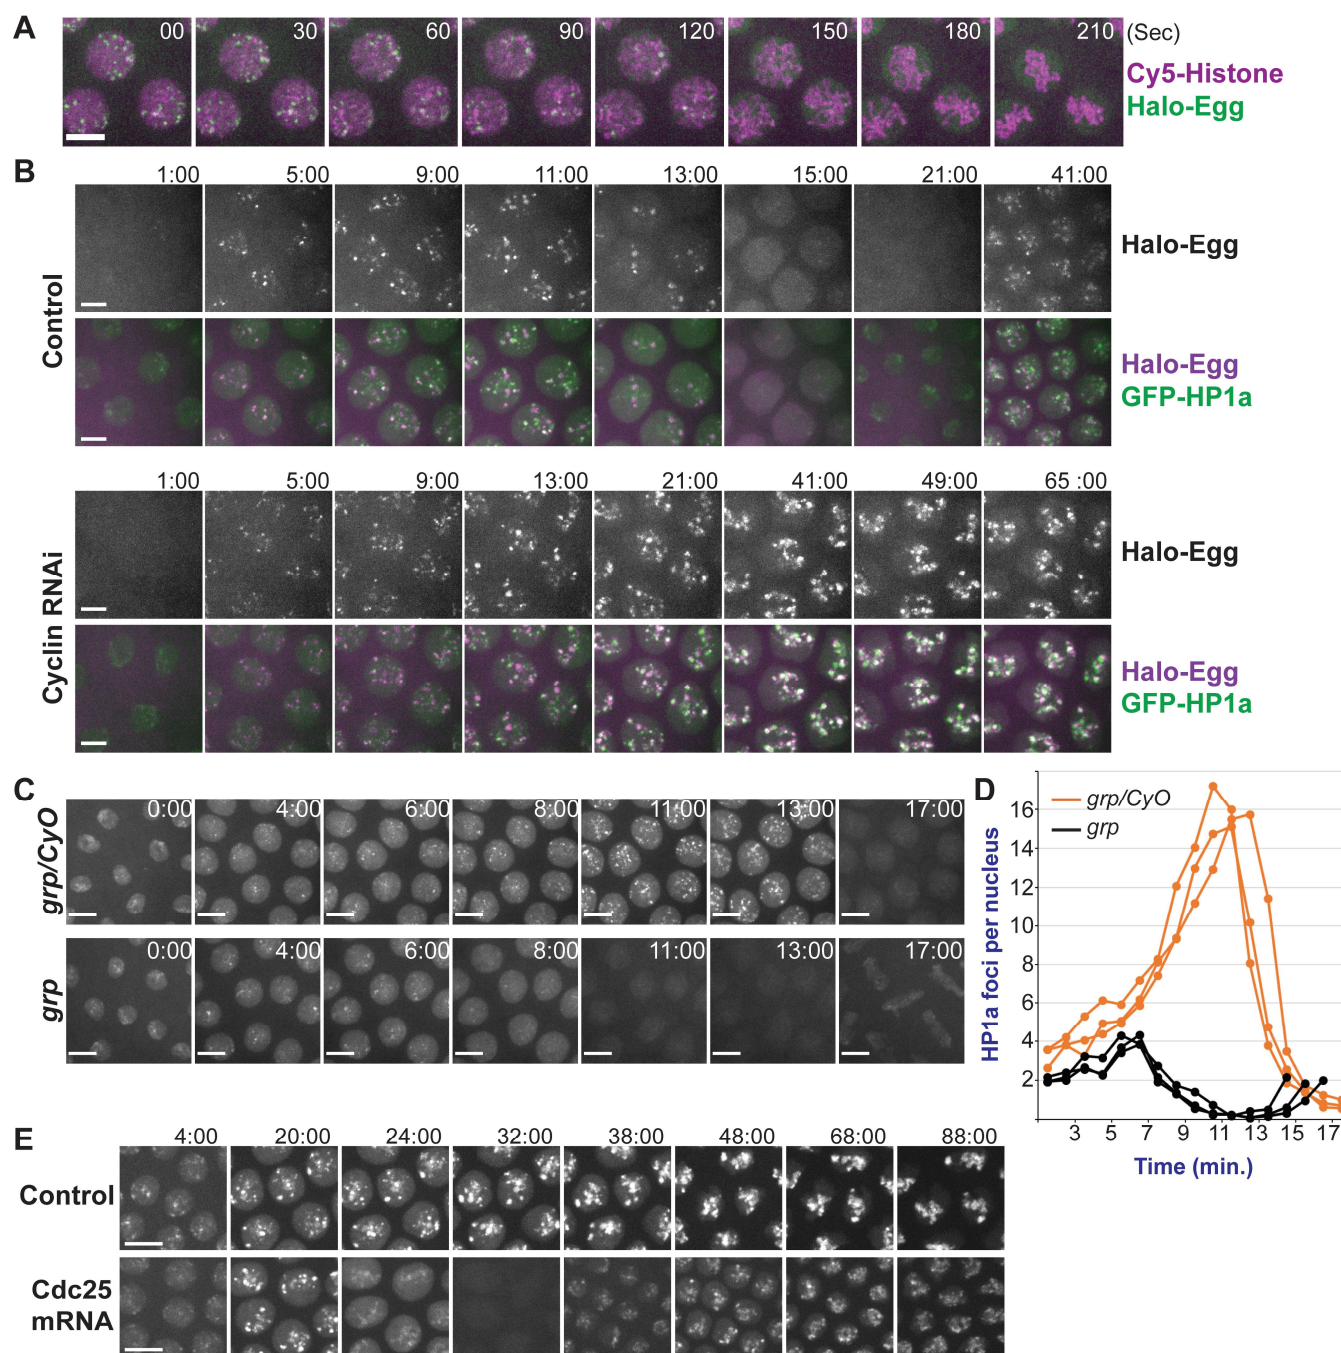 A
00 30 60 90 120 150 180 210 (Sec)
Cy5-Histone
Halo-Egg
B
1:00 5:00 9:00 11:00 13:00 15:00 21:00 41:00
Control
Halo-Egg
Halo-Egg
GFP-HP1a
1:00 5:00 9:00 13:00 21:00 41:00 49:00 65 :00
Cyclin RNAi
Halo-Egg
Halo-Egg
GFP-HP1a
C
grp/CyO
0:00 4:00 6:00 8:00 11:00 13:00 17:00
grp
0:00 4:00 6:00 8:00 11:00 13:00 17:00
D
grp/CyO
grp
HP1a foci per nucleus
16
14
12
10
8
6
4
2
3 5 7 9 11 13 15 17
Time (min.)
E
4:00 20:00 24:00 32:00 38:00 48:00 68:00 88:00
Control
Cdc25
mRNA